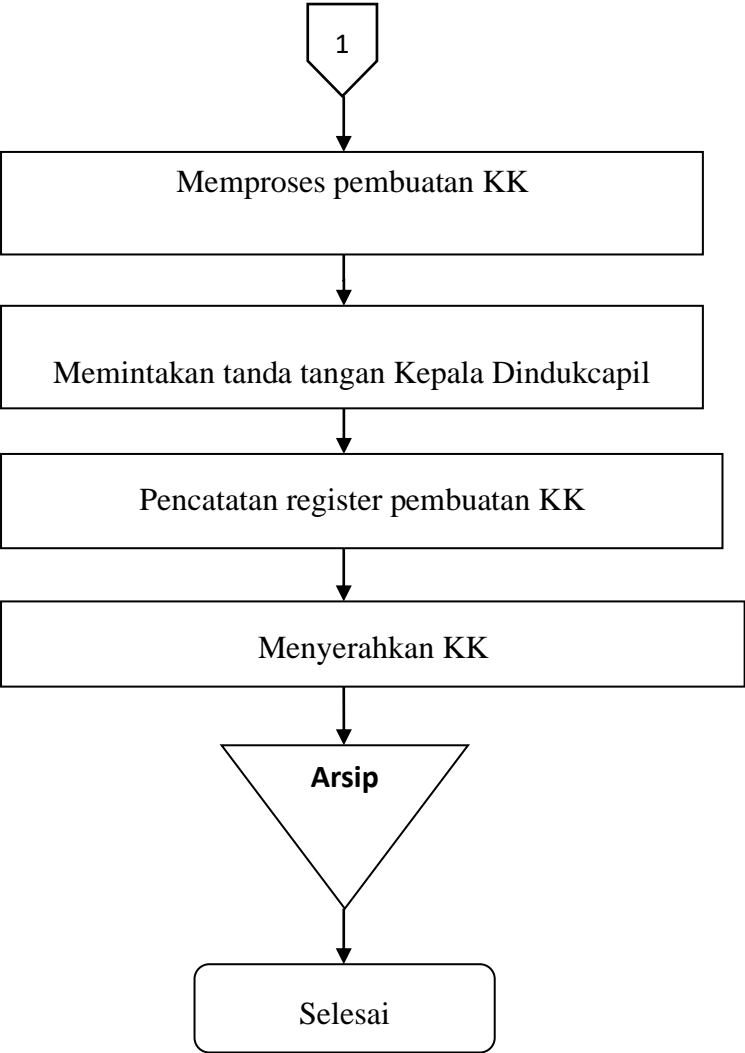 1
Memproses pembuatan KK
Memintakan tanda tangan Kepala Dindukcapil
Pencatatan register pembuatan KK
Menyerahkan KK
Arsip
Selesai